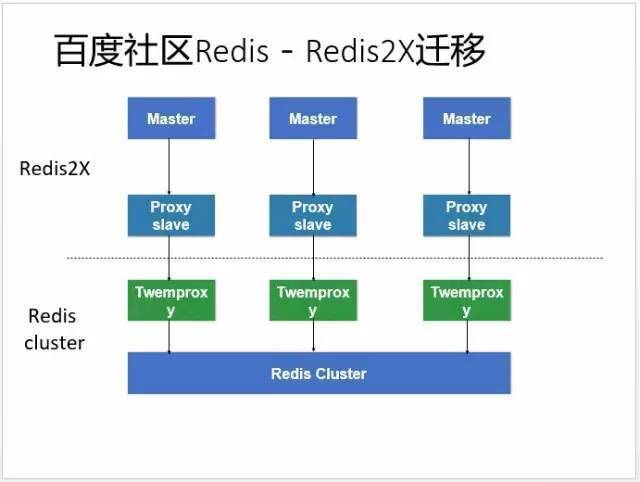 百度社区Redis - Redis2X迁移
Master
Master
Master
Redis2X
Proxy
slave
Proxy
slave
Proxy
slave
Twemprox
y
Twemprox
y
Twemprox
y
Redis
cluster
Redis Cluster